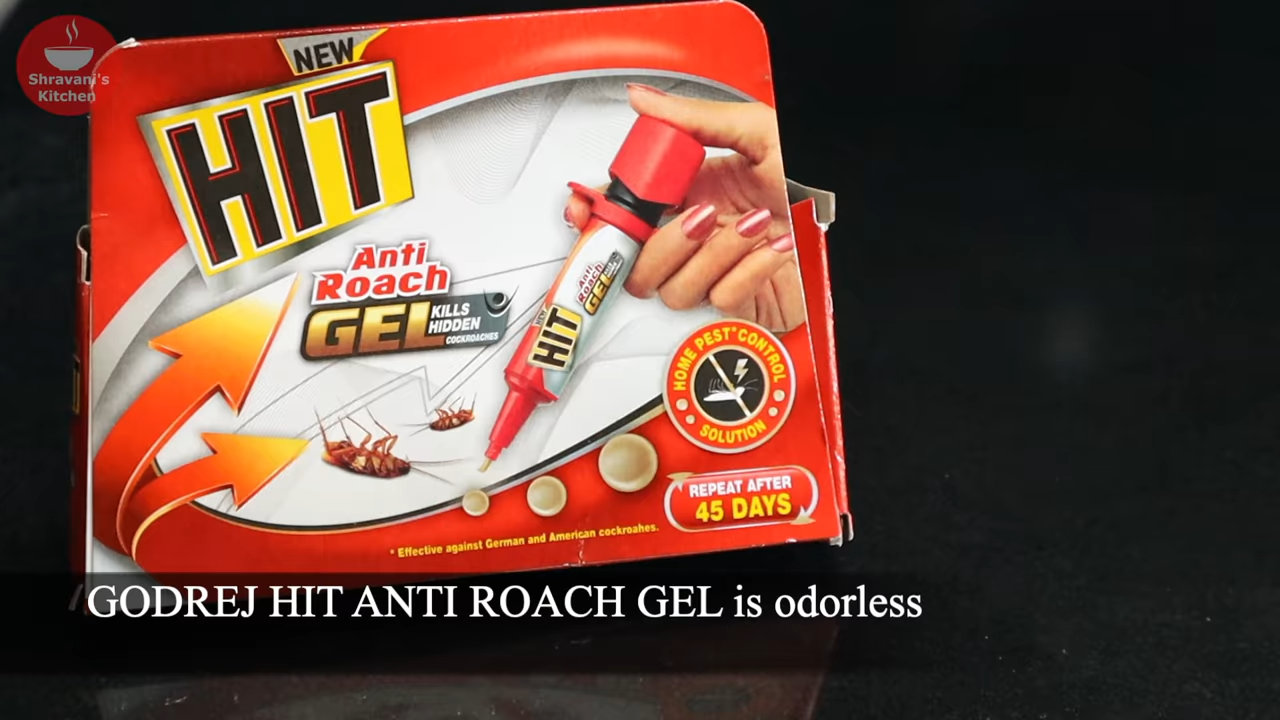 Shravani's
Kitchen
NEW
HIT
Anti
Roach
GEL
KILLS
HIDDEN
COCKROACHES
Anti
Roach
GEL
NEW
HIT
HOME PEST* CONTROL
SOLUTION
REPEAT AFTER
45 DAYS
* Effective against German and American cockroahes.
GODREJ HIT ANTI ROACH GEL is odorless